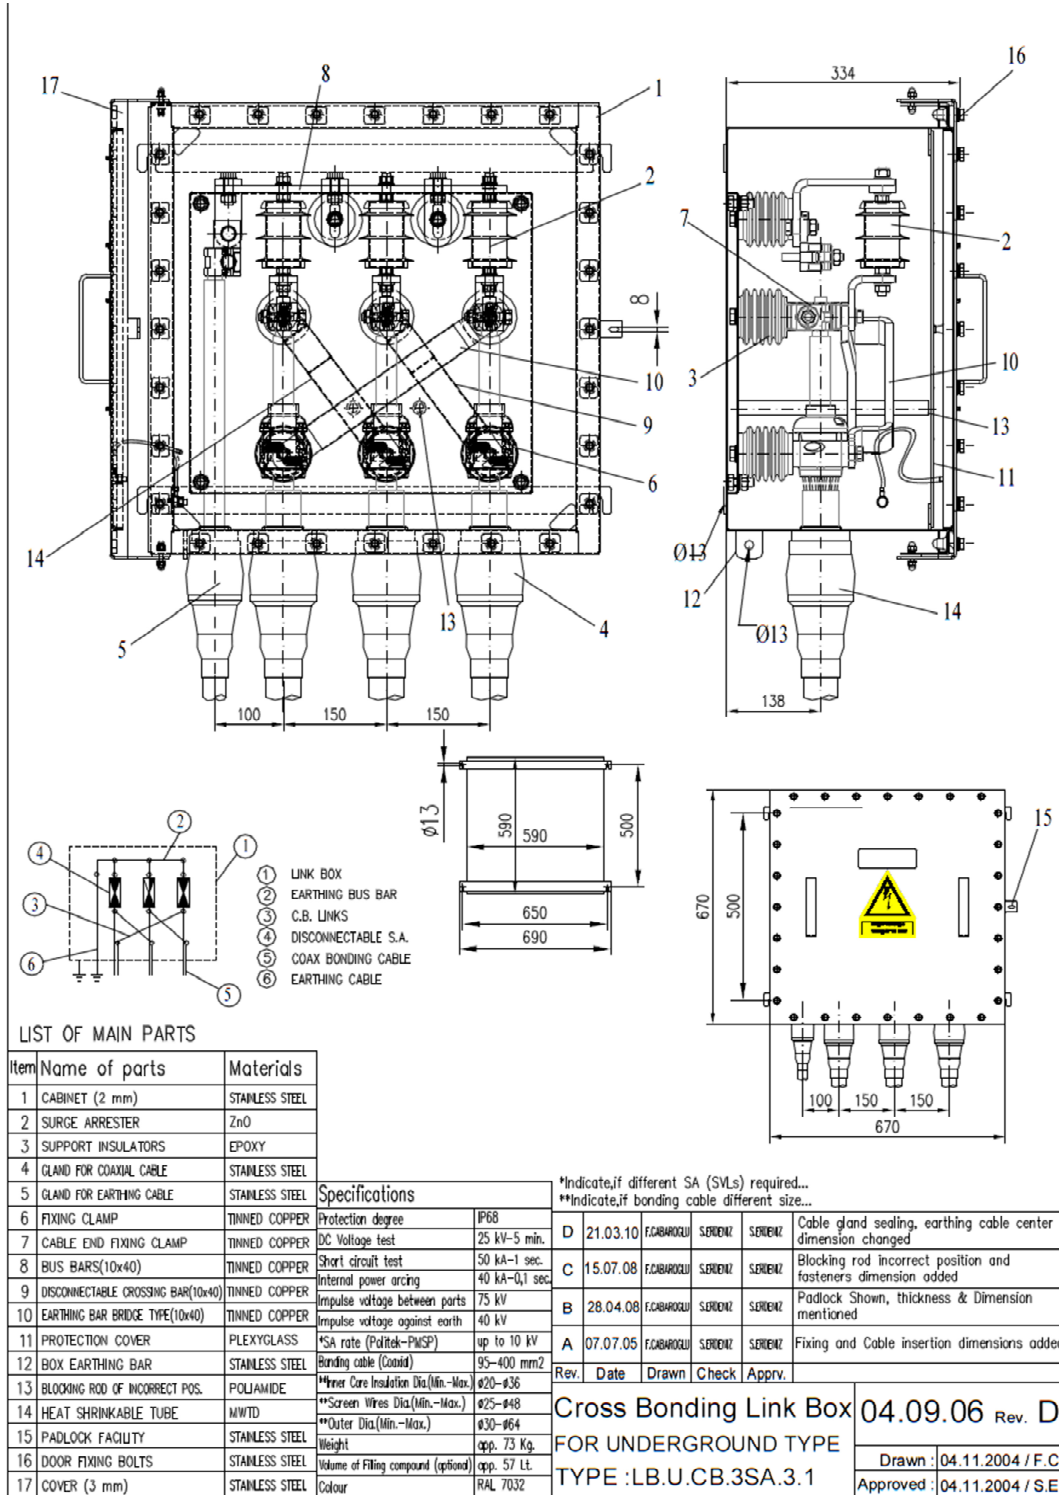 334
16
17
8
1
2
7
2
8
3
10
10
9
13
6
11
14
Ø13
12
14
5
13
4
Ø13
100
150
150
138
ø13
590
590
500
650
690
670
500
15
100
150
150
670
2
1
4
3
6
5
1 LINK BOX
2 EARTHING BUS BAR
3 C.B. LINKS
4 DISCONNECTABLE S.A.
5 COAX BONDING CABLE
6 EARTHING CABLE
LIST OF MAIN PARTS
Item Name of parts Materials
1 CABINET (2 mm) STAINLESS STEEL
2 SURGE ARRESTER ZnO
3 SUPPORT INSULATORS EPOXY
4 GLAND FOR COAXIAL CABLE STAINLESS STEEL
5 GLAND FOR EARTHING CABLE STAINLESS STEEL
6 FIXING CLAMP TINNED COPPER
7 CABLE END FIXING CLAMP TINNED COPPER
8 BUS BARS(10x40) TINNED COPPER
9 DISCONNECTABLE CROSSING BAR(10x40) TINNED COPPER
10 EARTHING BAR BRIDGE TYPE(10x40) TINNED COPPER
11 PROTECTION COVER PLEXYGLASS
12 BOX EARTHING BAR STAINLESS STEEL
13 BLOCKING ROD OF INCORRECT POS. POLIAMIDE
14 HEAT SHRINKABLE TUBE MWTD
15 PADLOCK FACILITY STAINLESS STEEL
16 DOOR FIXING BOLTS STAINLESS STEEL
17 COVER (3 mm) STAINLESS STEEL
Specifications
Protection degree IP68
DC Voltage test 25 kV-5 min.
Short circuit test 50 kA-1 sec.
Internal power arcing 40 kA-0,1 sec.
Impulse voltage between parts 75 kV
Impulse voltage against earth 40 kV
*SA rate (Politek-PMSP) up to 10 kV
Bonding cable (Coaxial) 95-400 mm2
**Inner Core Insulation Dia.(Min.-Max.) ø20-ø36
**Screen Wires Dia.(Min.-Max.) ø25-ø48
**Outer Dia.(Min.-Max.) ø30-ø64
Weight app. 73 Kg.
Volume of Filling compound (optional) app. 57 Lt.
Colour RAL 7032
*Indicate,if different SA (SVLs) required...
**Indicate,if bonding cable different size...
D 21.03.10 F.CABAROGLU S.ERDENIZ S.ERDENIZ Cable gland sealing, earthing cable center dimension changed
C 15.07.08 F.CABAROGLU S.ERDENIZ S.ERDENIZ Blocking rod incorrect position and fasteners dimension added
B 28.04.08 F.CABAROGLU S.ERDENIZ S.ERDENIZ Padlock Shown, thickness & Dimension mentioned
A 07.07.05 F.CABAROGLU S.ERDENIZ S.ERDENIZ Fixing and Cable insertion dimensions added
Rev. Date Drawn Check Apprv.
Cross Bonding Link Box 04.09.06 Rev. D
FOR UNDERGROUND TYPE
TYPE :LB.U.CB.3SA.3.1
Drawn : 04.11.2004 / F.C
Approved : 04.11.2004 / S.E